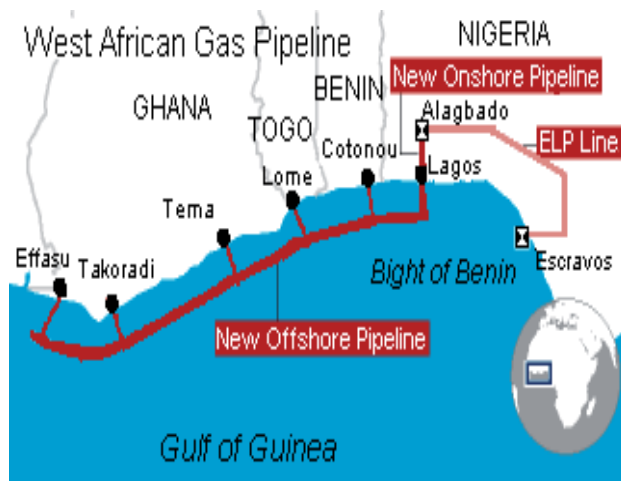 West African Gas Pipeline
NIGERIA
New Onshore Pipeline
BENIN
GHANA
Alagbado
TOGO
ELP Line
Cotonou
Lagos
Lome
Tema
Effasu
Takoradi
Bight of Benin
Escravos
New Offshore Pipeline
Gulf of Guinea